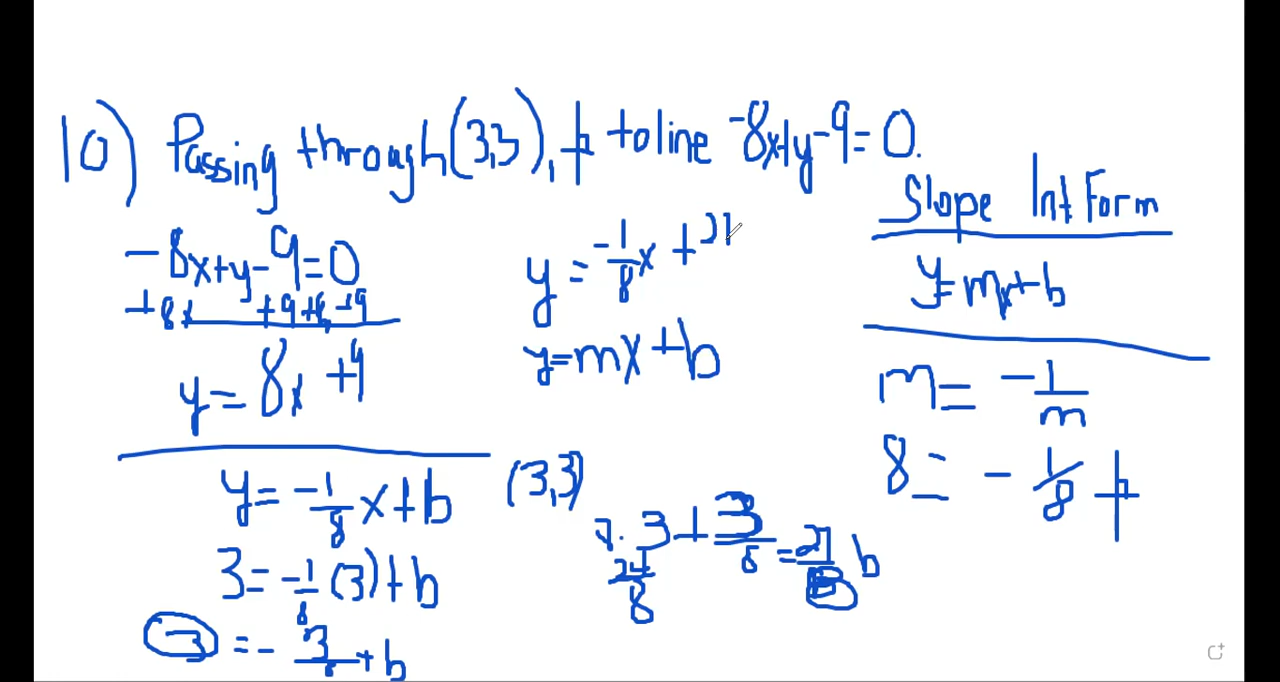 10) Passing through (3,3), to line -8x+y-9=0.
-8x+y-9=0
+8x +9+8x+9
y=8x+9
y=-1/8x+b
3=-1/8(3)+b
3=-3/8+b
y=-1/8x+27
y=mx+b
(3,3)
3+3/8=27/8 b
24/8
Slope Int Form
y=mx+b
m=-1/m
8=-1/8